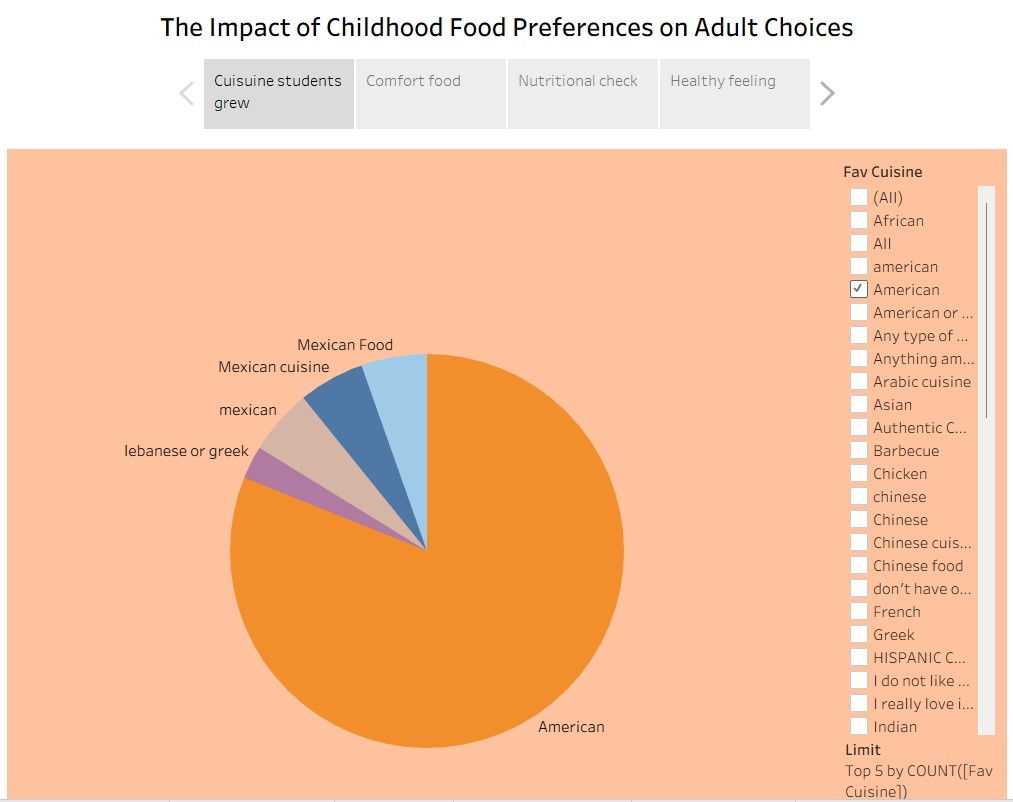 The Impact of Childhood Food Preferences on Adult Choices
Cuisuine students
grew
Comfort food
Nutritional check
Healthy feeling
Fav Cuisine
(All)
African
All
american
American
American or ...
Any type of ...
Anything am...
Arabic cuisine
Asian
Authentic C...
Barbecue
Chicken
chinese
Chinese
Chinese cuis...
Chinese food
don't have o...
French
Greek
HISPANIC C...
I do not like ...
I really love i...
Indian
Limit
Top 5 by COUNT([Fav
Cuisine])
Mexican Food
Mexican cuisine
mexican
lebanese or greek
American